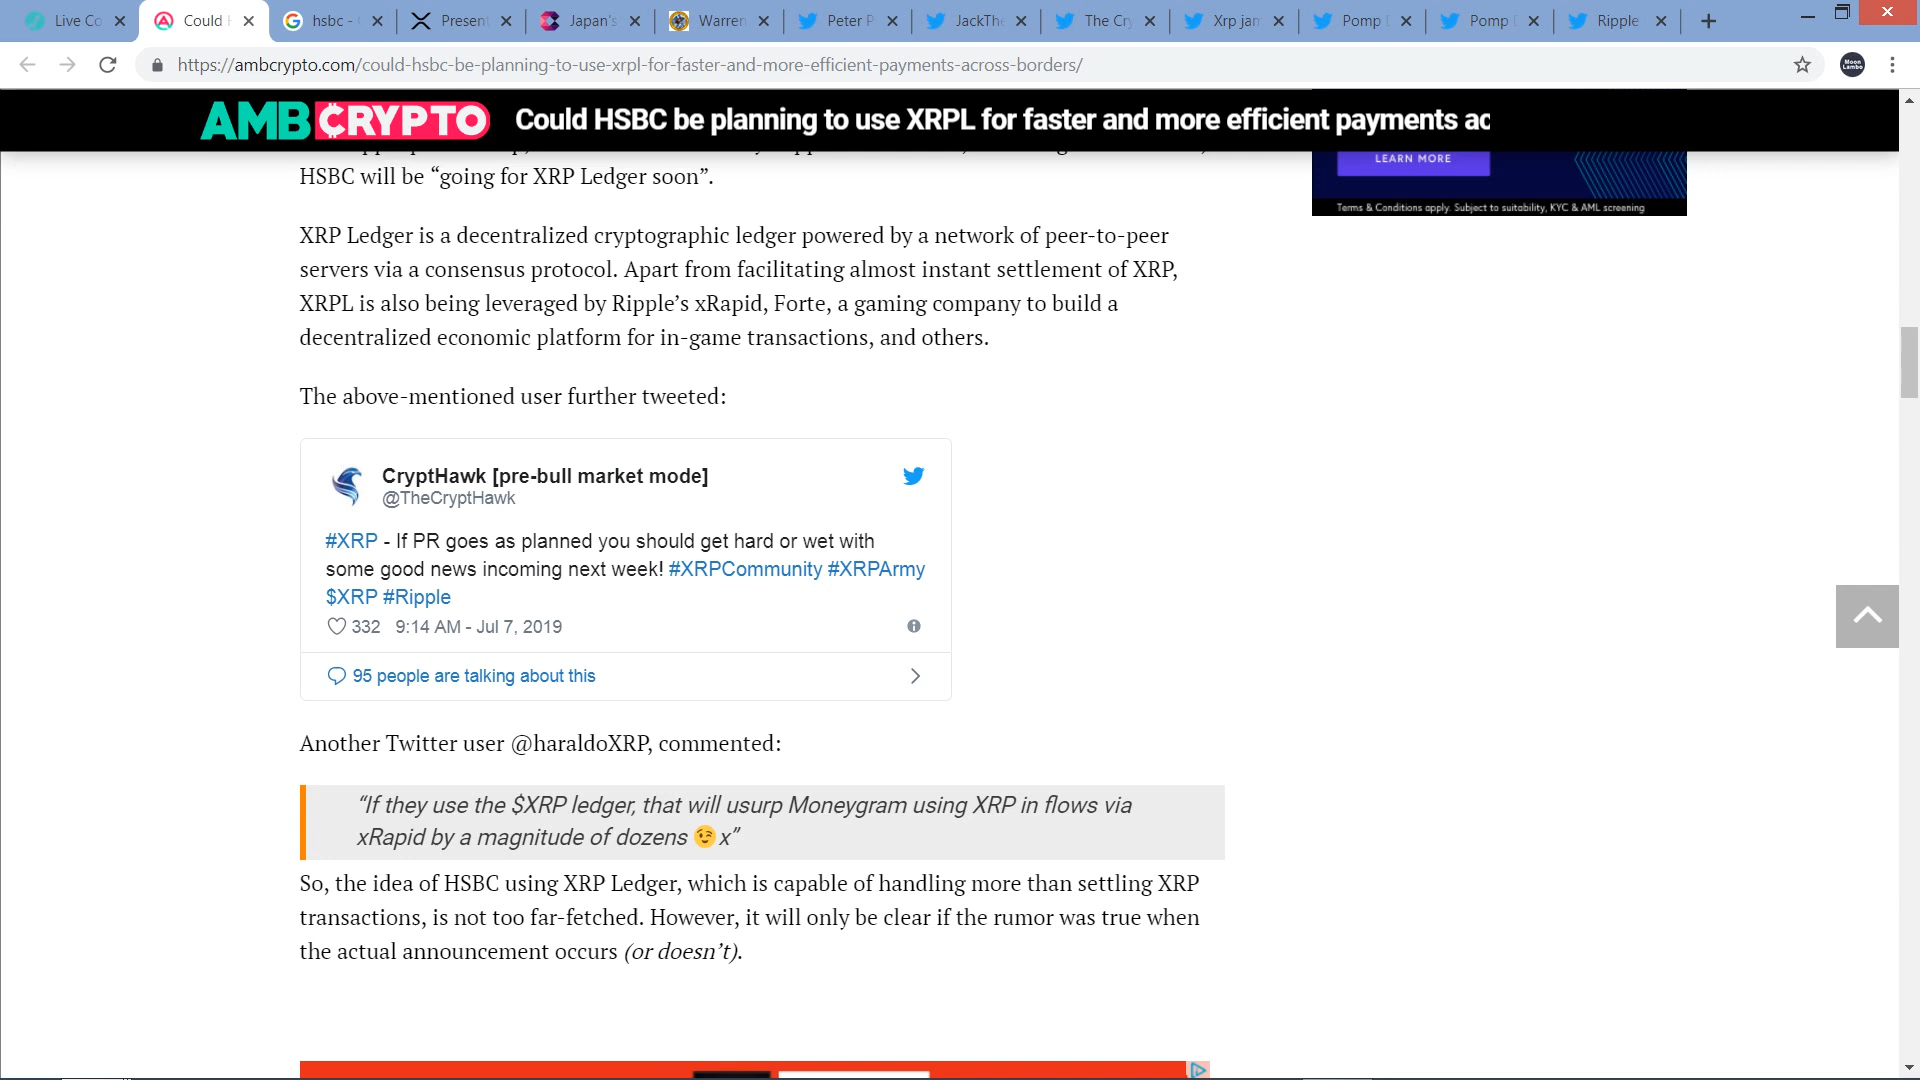 Live Co
Could
hsbc -
Present
Japan's
Warren
Peter P
JackThe
The Cry
Xrp jam
Pomp
Pomp
Ripple
https://ambcrypto.com/could-hsbc-be-planning-to-use-xrpl-for-faster-and-more-efficient-payments-across-borders/
Moon Lambo
AMBCRYPTO
Could HSBC be planning to use XRPL for faster and more efficient payments ac
LEARN MORE
Terms & Conditions apply. Subject to suitability, KYC & AML screening
HSBC will be “going for XRP Ledger soon”.
XRP Ledger is a decentralized cryptographic ledger powered by a network of peer-to-peer
servers via a consensus protocol. Apart from facilitating almost instant settlement of XRP,
XRPL is also being leveraged by Ripple’s xRapid, Forte, a gaming company to build a
decentralized economic platform for in-game transactions, and others.
The above-mentioned user further tweeted:
CryptHawk [pre-bull market mode]
@TheCryptHawk
#XRP - If PR goes as planned you should get hard or wet with
some good news incoming next week! #XRPCommunity #XRPArmy
$XRP #Ripple
332 9:14 AM - Jul 7, 2019
95 people are talking about this
Another Twitter user @haraldoXRP, commented:
“If they use the $XRP ledger, that will usurp Moneygram using XRP in flows via
xRapid by a magnitude of dozens 😉 x”
So, the idea of HSBC using XRP Ledger, which is capable of handling more than settling XRP
transactions, is not too far-fetched. However, it will only be clear if the rumor was true when
the actual announcement occurs (or doesn’t).